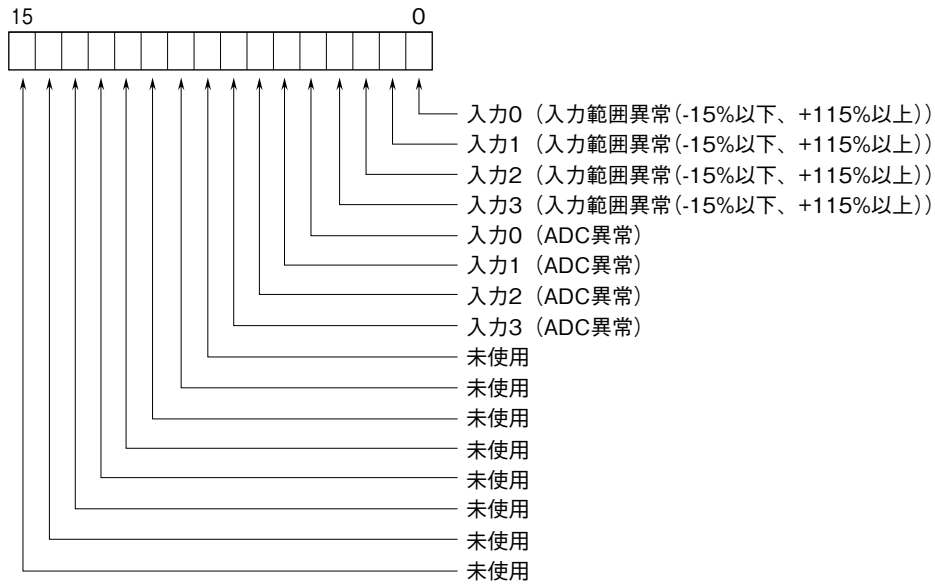 15 0
入力0（入力範囲異常（-15%以下、+115%以上））
入力1（入力範囲異常（-15%以下、+115%以上））
入力2（入力範囲異常（-15%以下、+115%以上））
入力3（入力範囲異常（-15%以下、+115%以上））
入力0（ADC異常）
入力1（ADC異常）
入力2（ADC異常）
入力3（ADC異常）
未使用
未使用
未使用
未使用
未使用
未使用
未使用
未使用